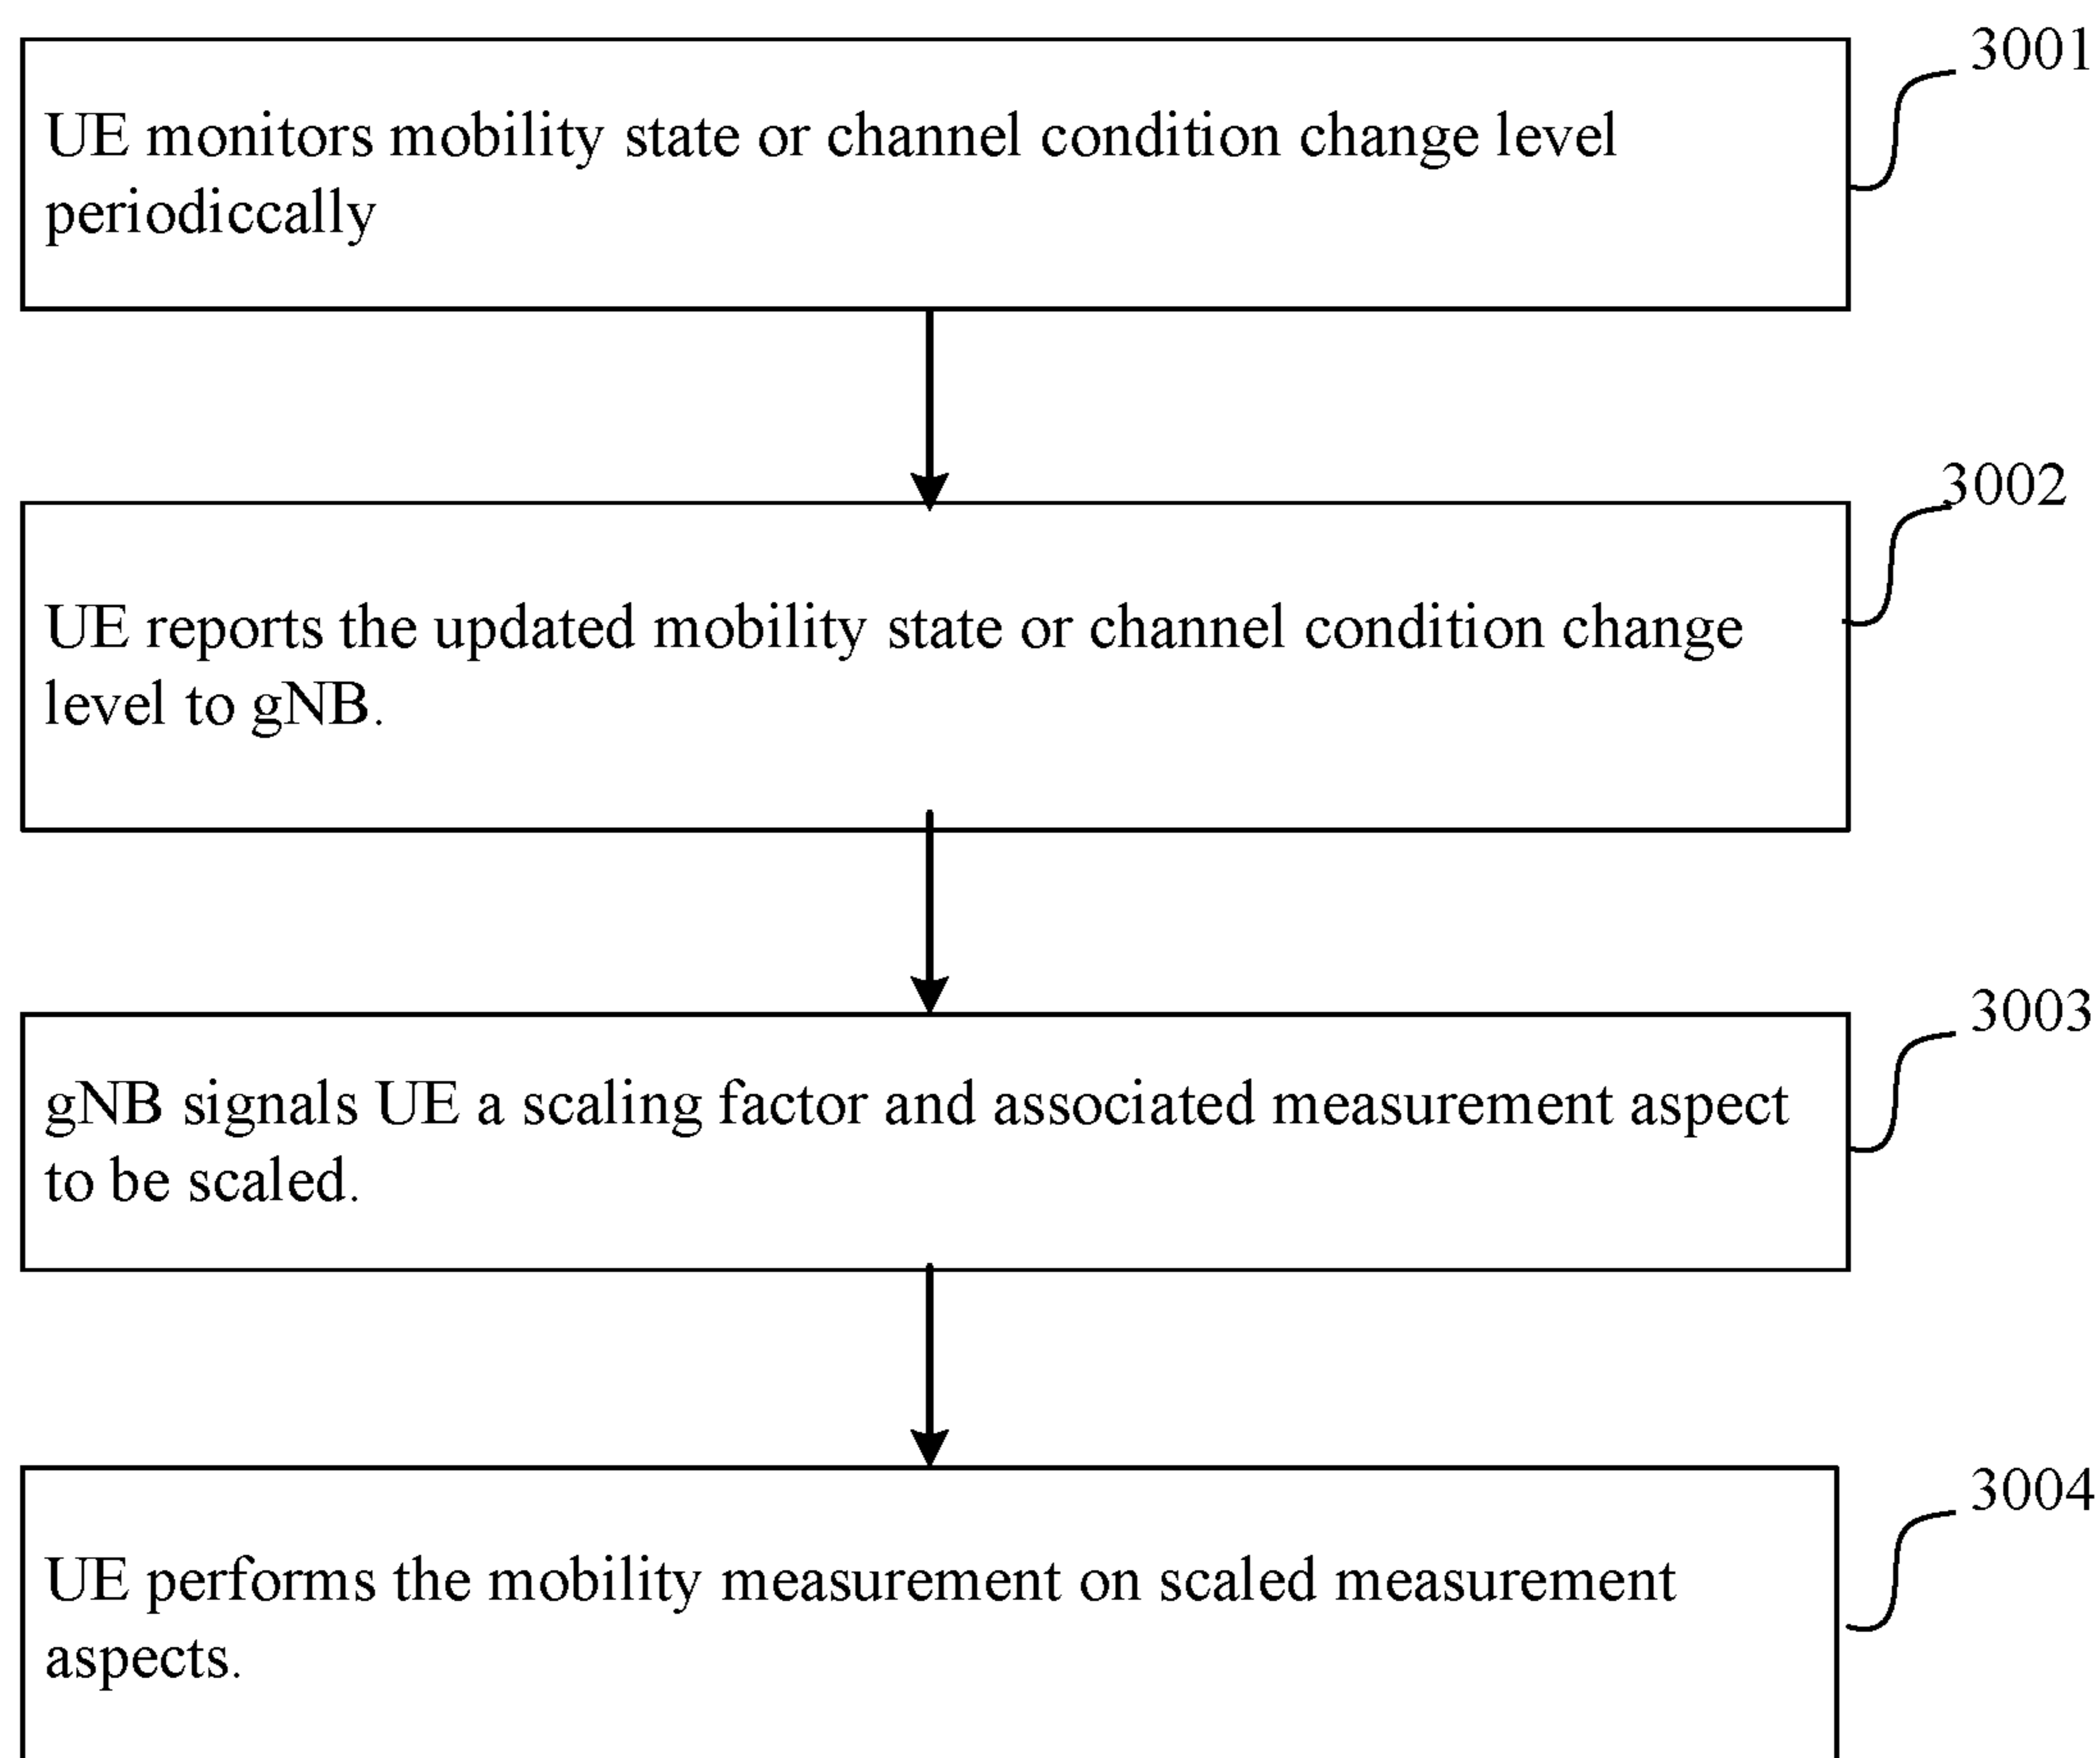 3001
UE monitors mobility state or channel condition change level
periodiccally
3002
UE reports the updated mobility state or channel condition change
level to gNB.
3003
gNB signals UE a scaling factor and associated measurement aspect
to be scaled.
3004
UE performs the mobility measurement on scaled measurement
aspects.